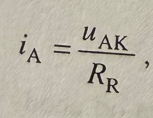 i_A = u_AK / R_R ,